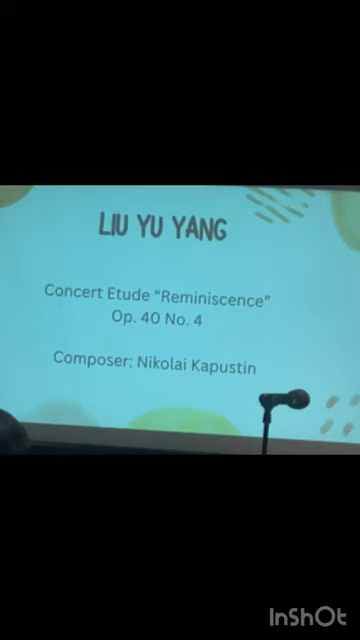 LIU YU YANG
Concert Etude “Reminiscence”
Op. 40 No. 4
Composer: Nikolai Kapustin
InShOt